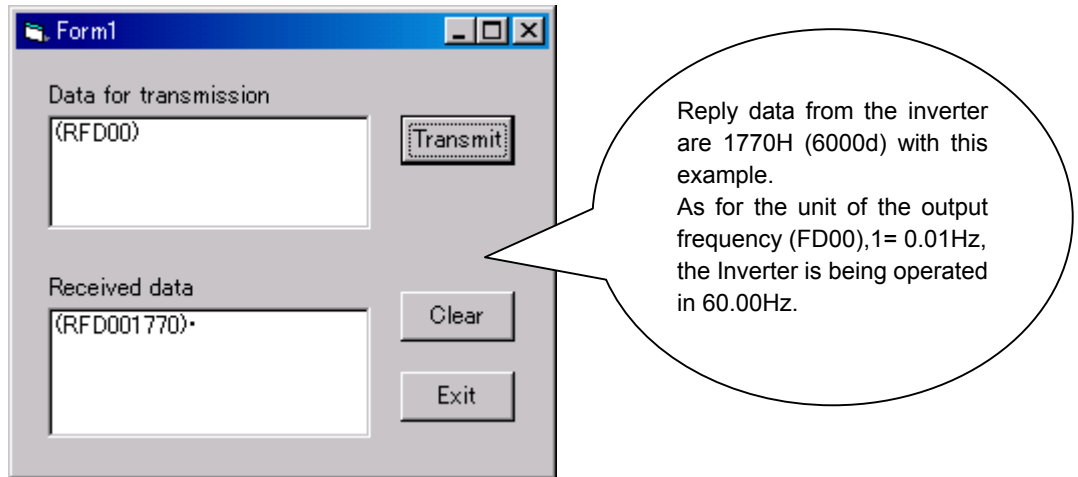 Form1
Data for transmission
(RFD00)
Transmit
Received data
(RFD001770)･
Clear
Exit
Reply data from the inverter
are 1770H (6000d) with this
example.
As for the unit of the output
frequency (FD00),1= 0.01Hz,
the Inverter is being operated
in 60.00Hz.